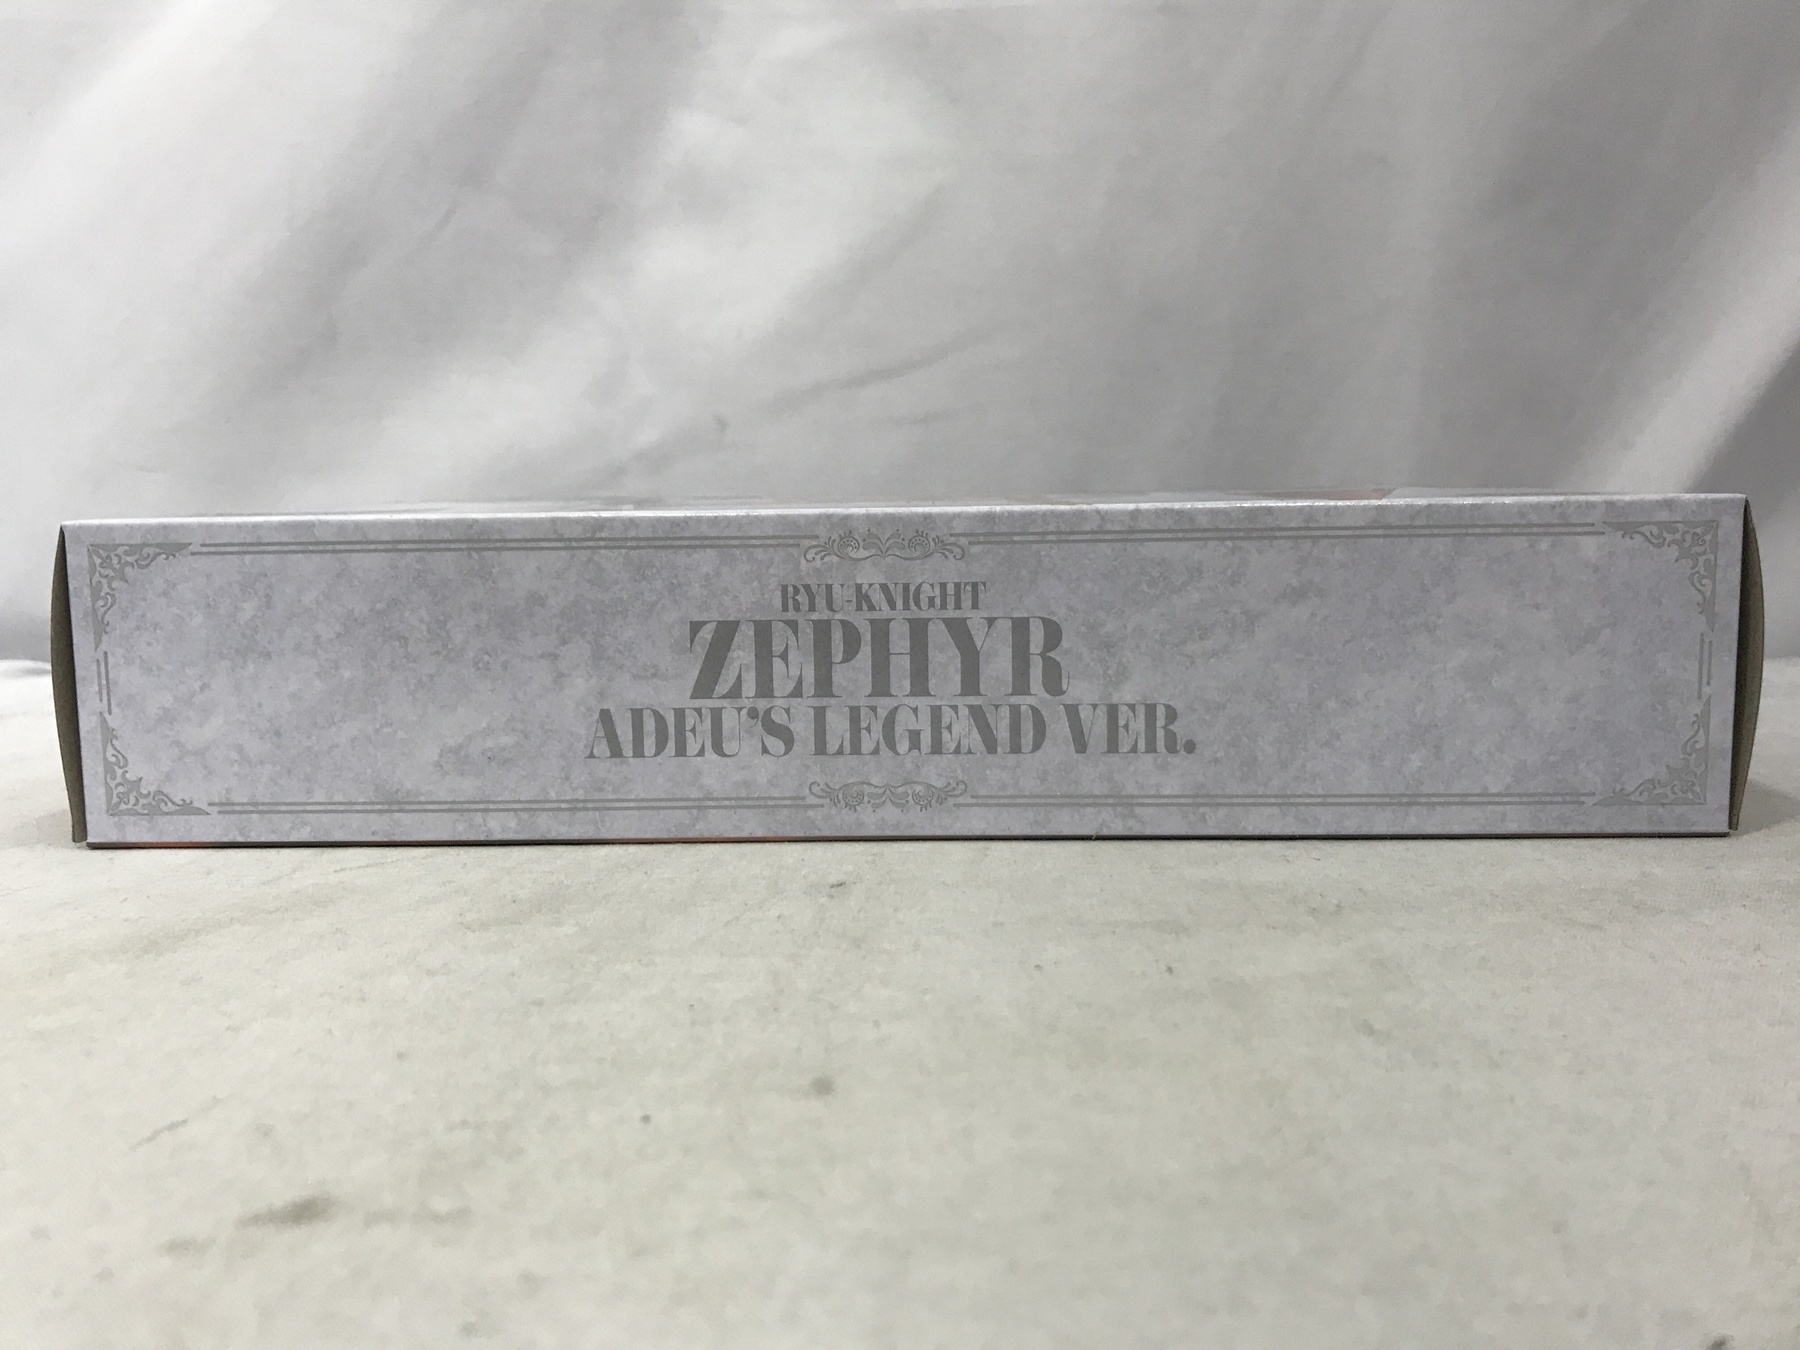 RYU-KNIGHT
ZEPHYR
ADEU'S LEGEND VER.